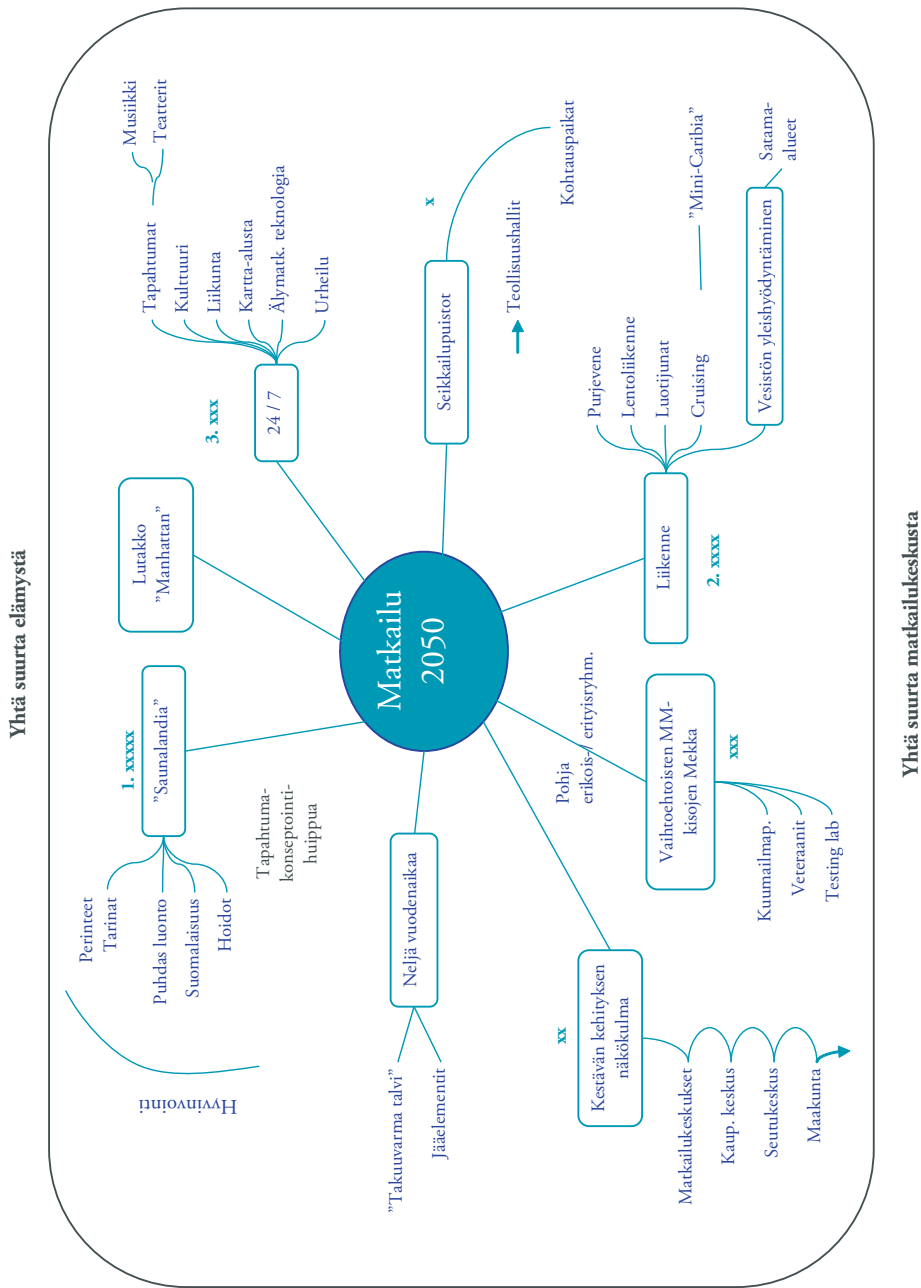 Yhtä suurta elämystä
Hyvinvointi
Perinteet
Tarinat
Puhdas luonto
Suomalaisuus
Hoidot
1. xxxxx
”Saunalandia”
Tapahtuma-
konseptointi-
huippua
Lutakko
”Manhattan”
3. xxx
24 / 7
Tapahtumat
Kulttuuri
Liikunta
Kartta-alusta
Älymatk. teknologia
Urheilu
Musiikki
Teatterit
”Takuuvarma talvi”
Jääelementit
Neljä vuodenaikaa
Matkailu
2050
Seikkailupuistot
x
Teollisuushallit
Kohtauspaikat
xx
Kestävän kehityksen
näkökulma
Matkailukeskukset
Kaup. keskus
Seutukeskus
Maakunta
Pohja
erikois-/ erityisryhm.
Vaihtoehtoisten MM-
kisojen Mekka
xxx
Kuumailmap.
Veteraanit
Testing lab
Liikenne
2. xxxx
Purjevene
Lentoliikenne
Luotijunat
Cruising
”Mini-Caribia”
Vesistön yleishyödyntäminen
Satama-
alueet
Yhtä suurta matkailukeskusta